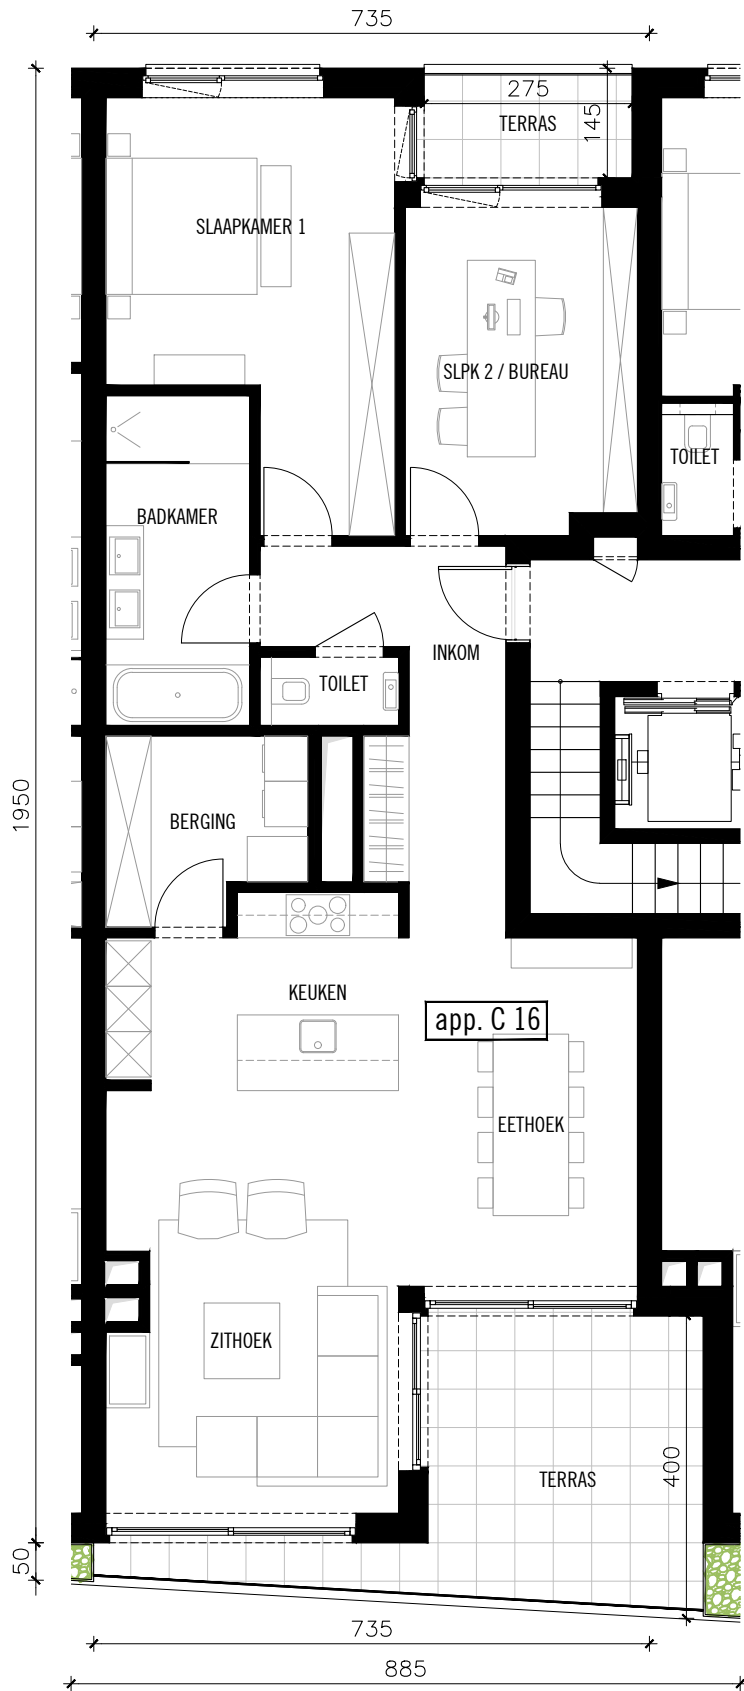 735
275
TERRAS
145
SLAAPKAMER 1
SLPK 2 / BUREAU
TOILET
BADKAMER
INKOM
TOILET
1950
BERGING
KEUKEN
app. C 16
EETHOEK
ZITHOEK
TERRAS
400
50
735
885